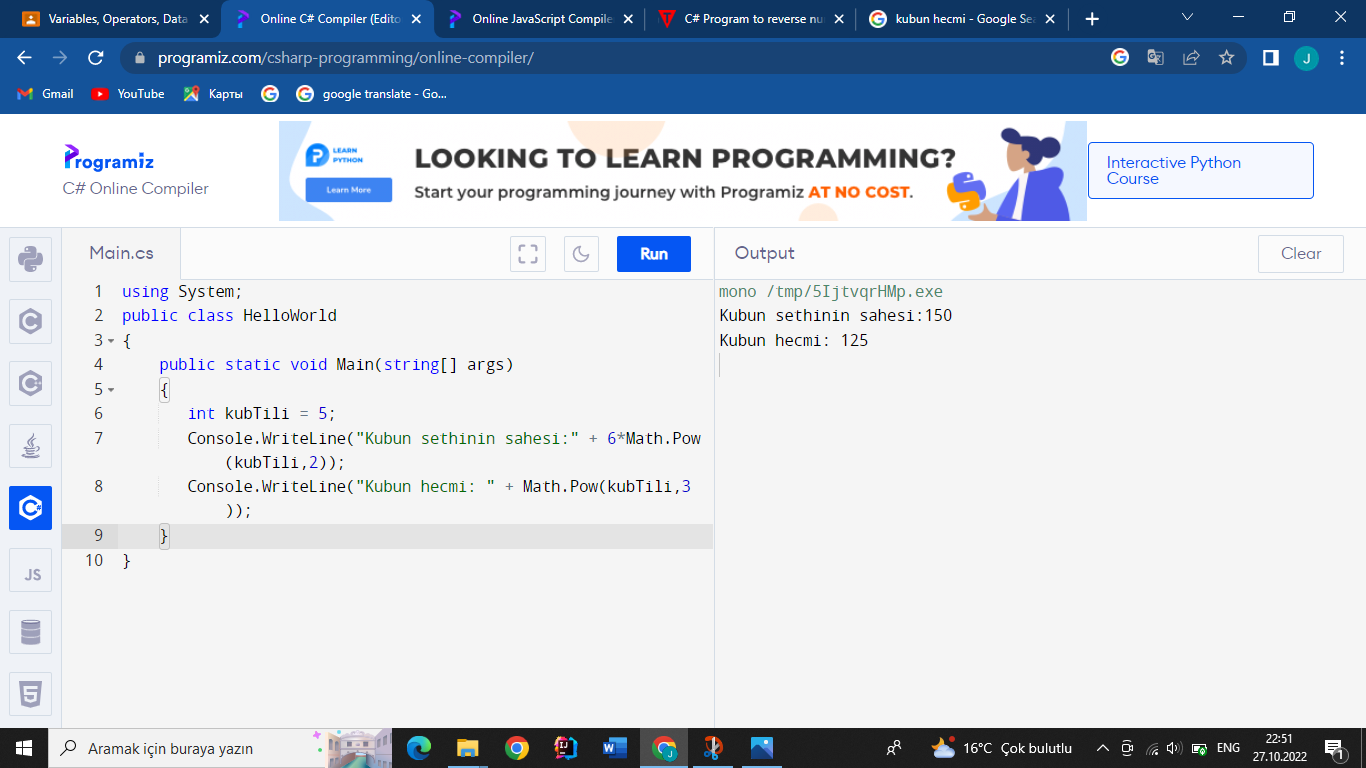 Variables, Operators, Data
Online C# Compiler (Edito
Online JavaScript Compile
C# Program to reverse nu
kubun hecmi - Google Sea
programiz.com/csharp-programming/online-compiler/
J
Gmail
YouTube
Карты
google translate - Go...
Programiz
C# Online Compiler
LEARN
PYTHON
Learn More
LOOKING TO LEARN PROGRAMMING?
Start your programming journey with Programiz AT NO COST.
Interactive Python
Course
Main.cs
Run
Output
Clear
1 using System;
2 public class HelloWorld
3 {
4 public static void Main(string[] args)
5 {
6 int kubTili = 5;
7 Console.WriteLine("Kubun sethinin sahesi:" + 6*Math.Pow
(kubTili,2));
8 Console.WriteLine("Kubun hecmi: " + Math.Pow(kubTili,3
));
9 }
10 }
mono /tmp/5IjtvqrHMp.exe
Kubun sethinin sahesi:150
Kubun hecmi: 125
JS
Aramak için buraya yazın
16°C Çok bulutlu
ENG
22:51
27.10.2022
1